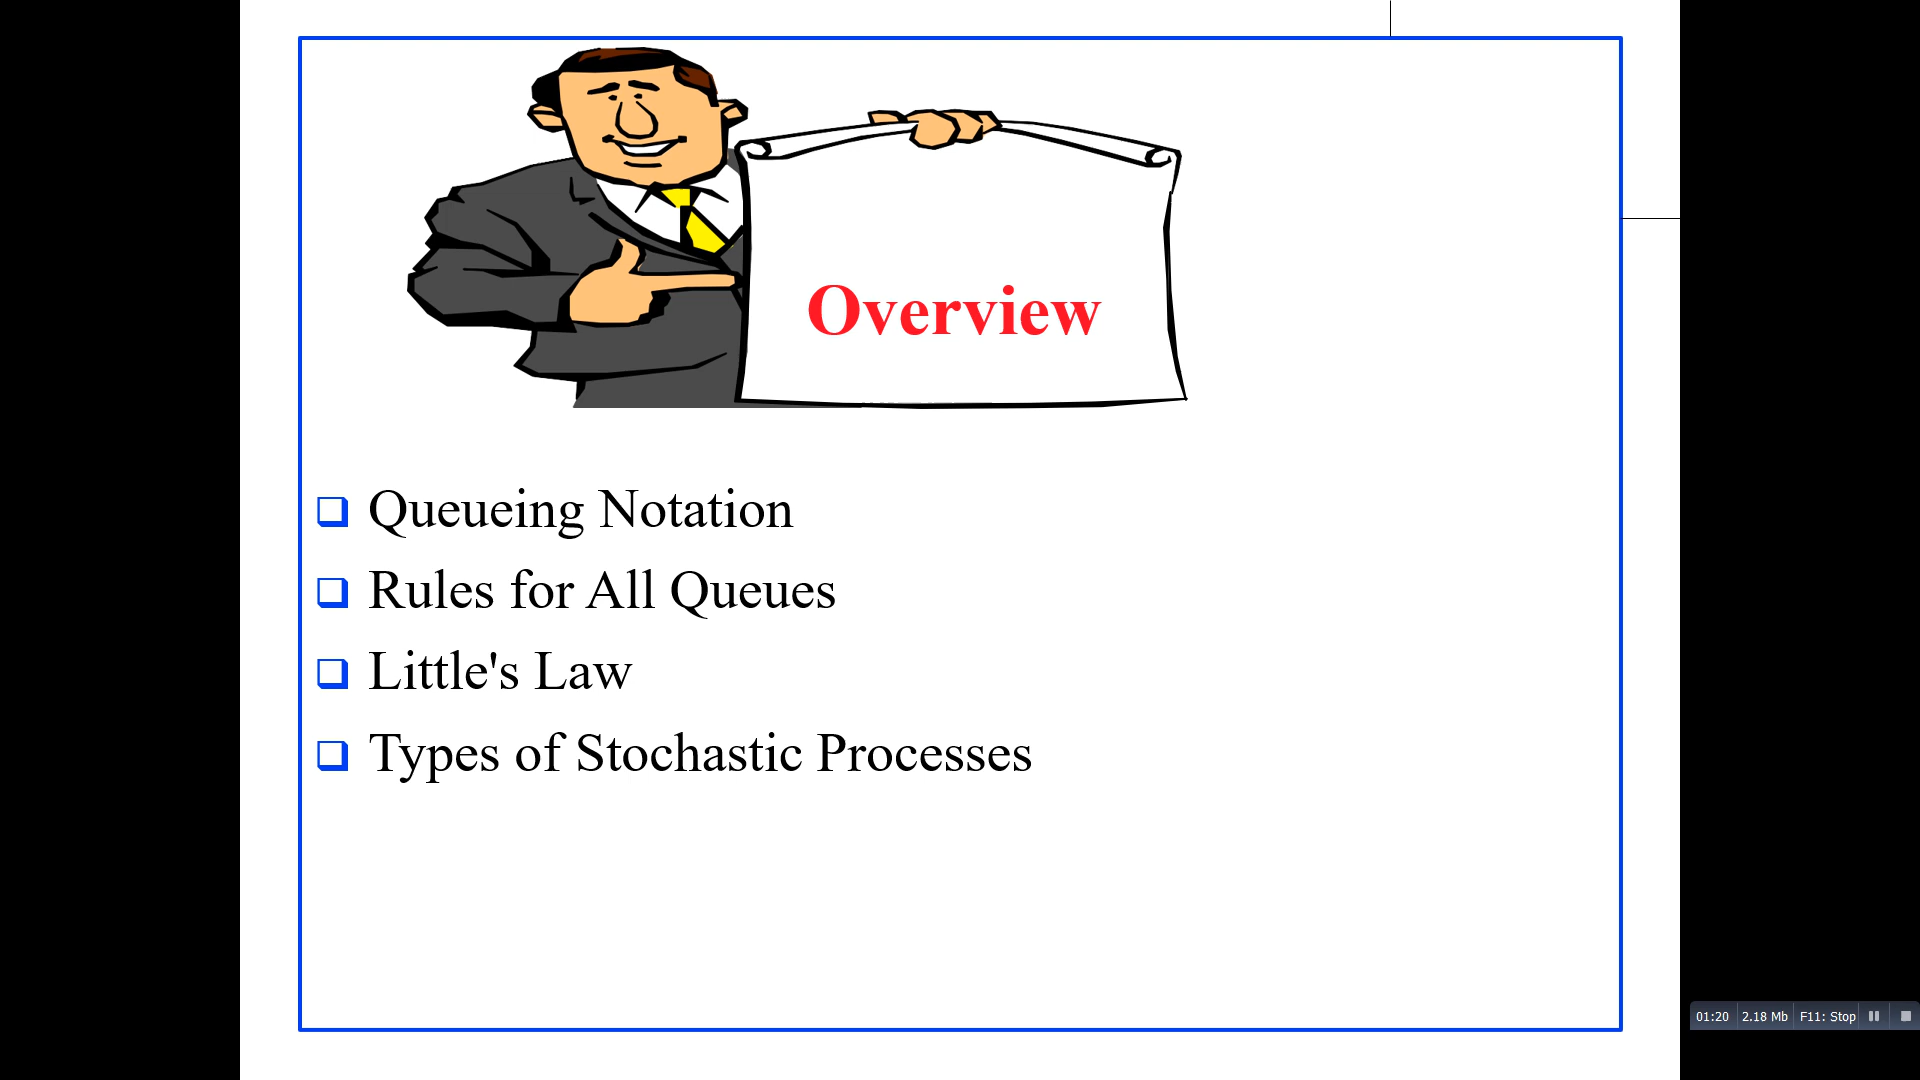 Overview
Queueing Notation
Rules for All Queues
Little's Law
Types of Stochastic Processes
01:20 2.18 Mb F11: Stop